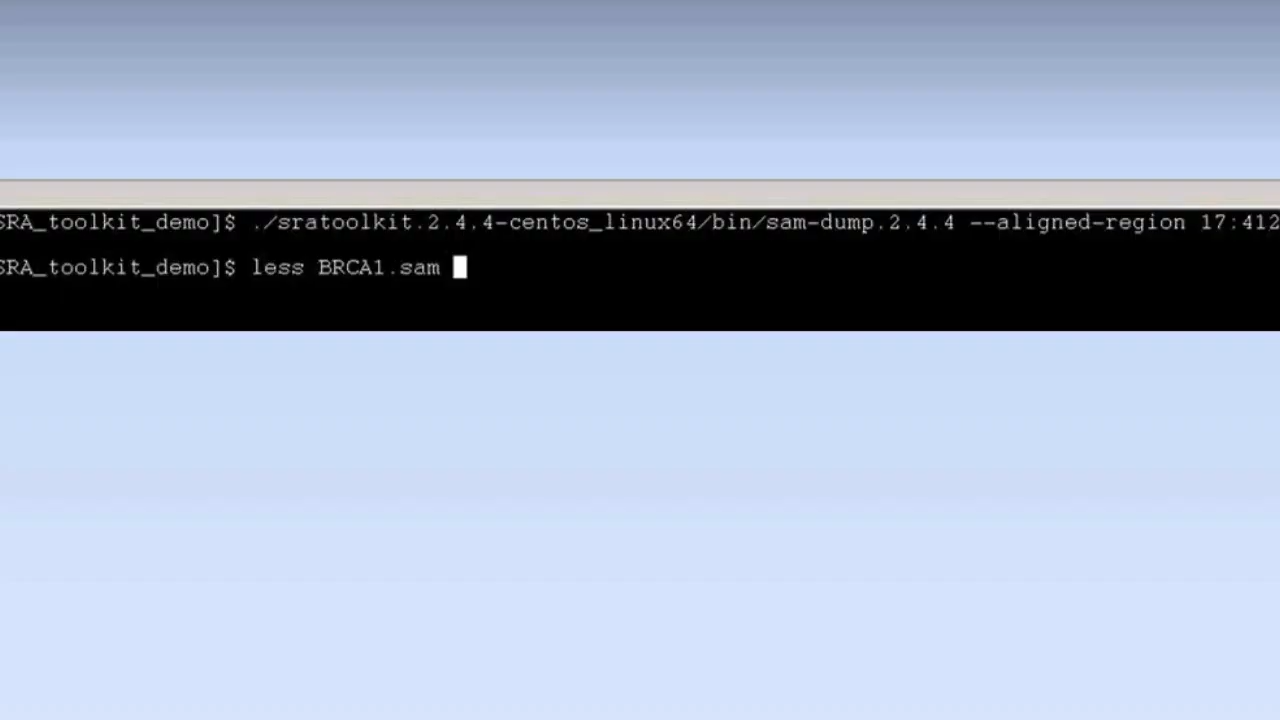 SRA_toolkit_demo]$ ./sratoolkit.2.4.4-centos_linux64/bin/sam-dump.2.4.4 --aligned-region 17:412
SRA_toolkit_demo]$ less BRCA1.sam